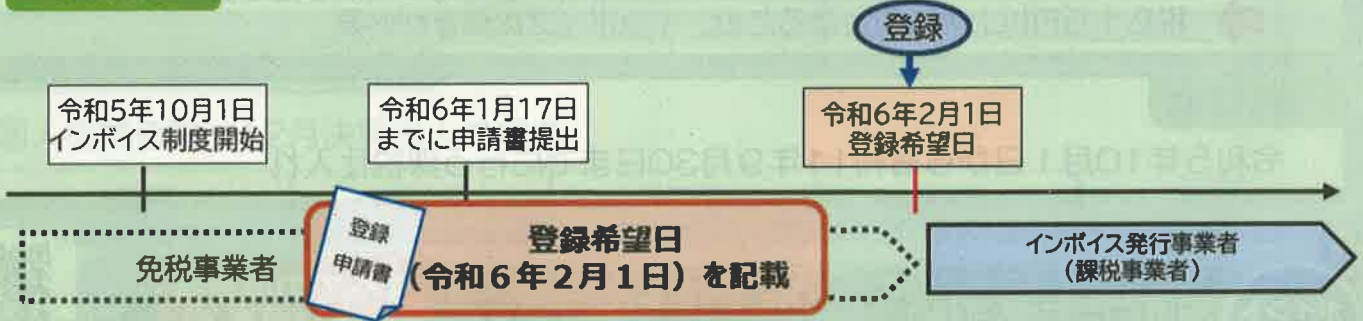 登録
令和5年10月1日
インボイス制度開始
令和6年1月17日
までに申請書提出
令和6年2月1日
登録希望日
登録
申請書
免税事業者
登録希望日
(令和6年2月1日)を記載
インボイス発行事業者
(課税事業者)